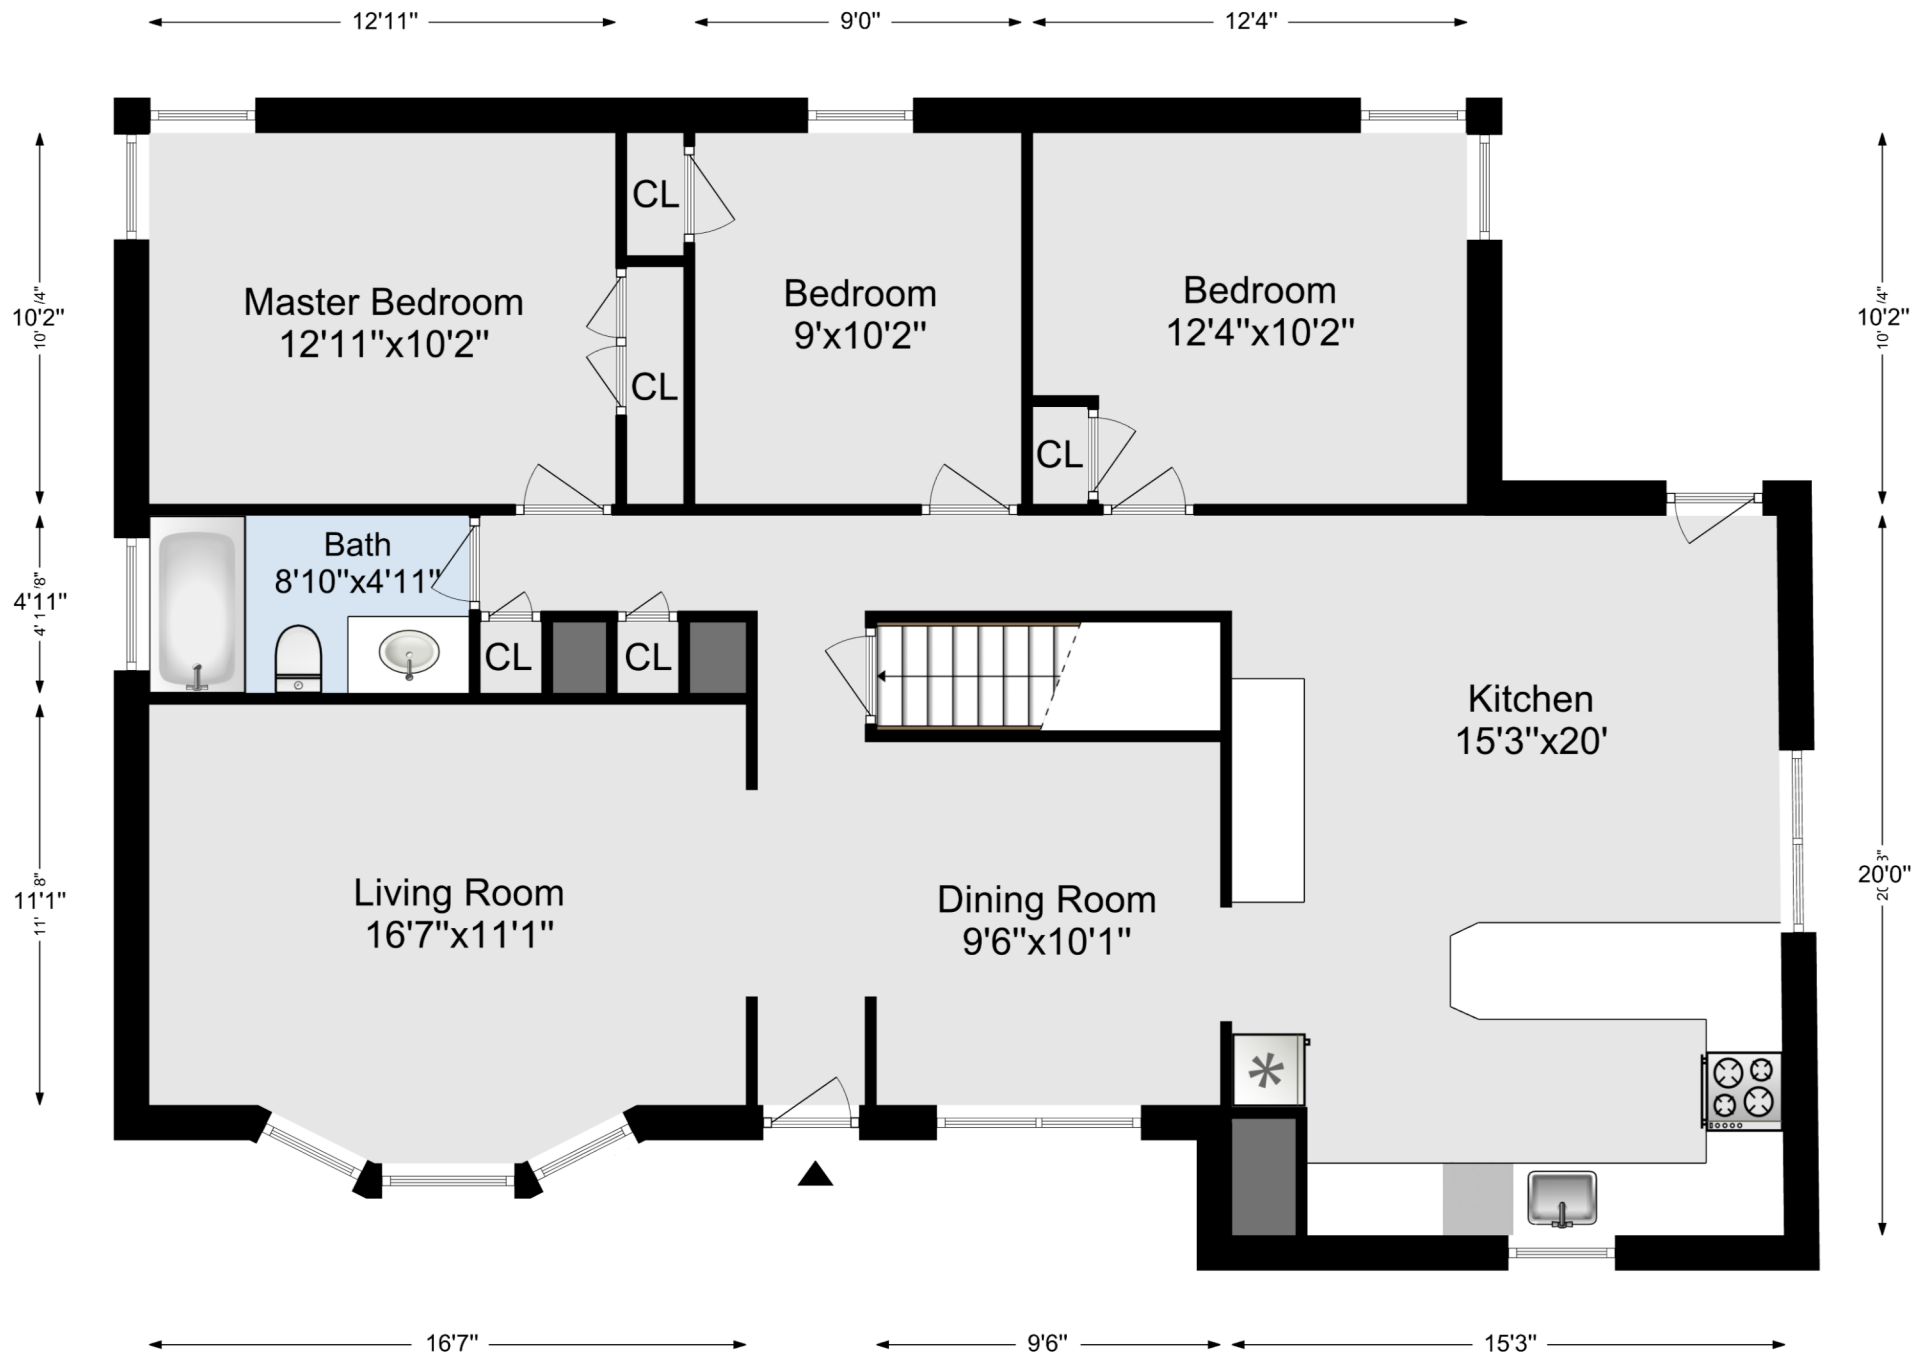 12'11"
9'0"
12'4"
CL
Master Bedroom
12'11"x10'2"
CL
Bedroom
9'x10'2"
Bedroom
12'4"x10'2"
CL
10'2"
10'2"
Bath
8'10"x4'11"
CL
CL
4'11"
Kitchen
15'3"x20'
Living Room
16'7"x11'1"
Dining Room
9'6"x10'1"
11'1"
20'0"
16'7"
9'6"
15'3"